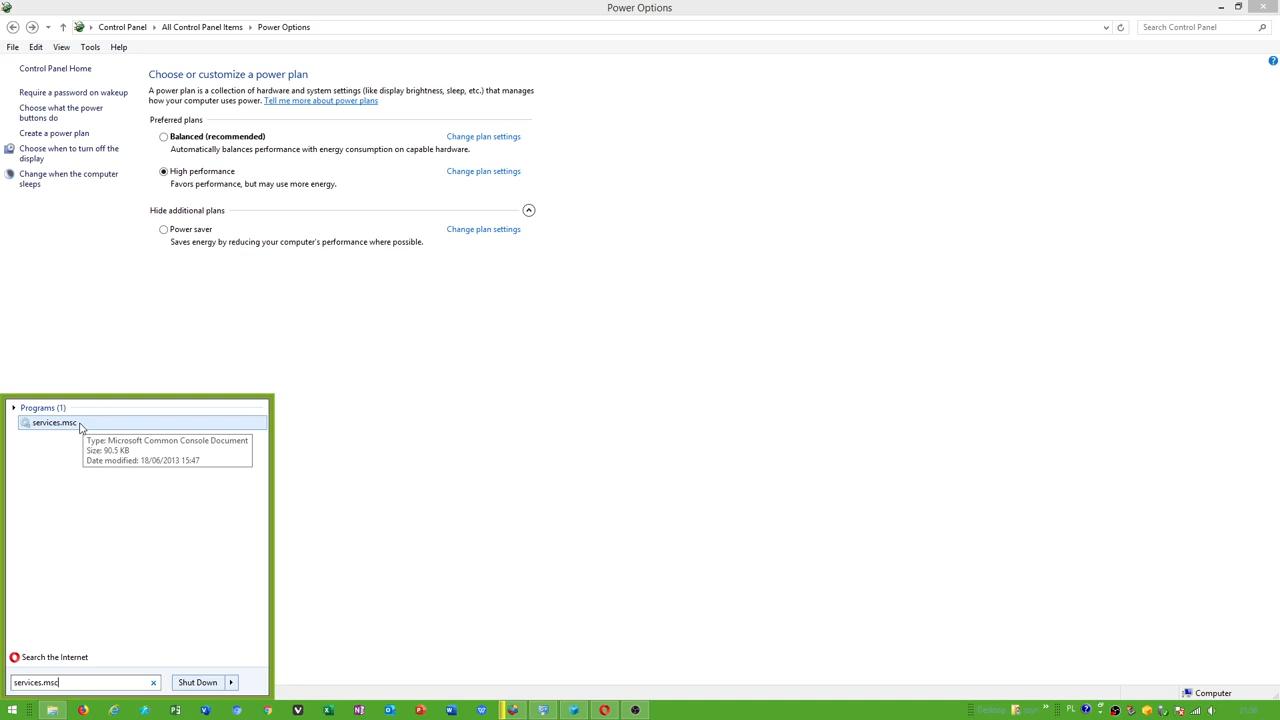 Power Options
Control Panel All Control Panel Items Power Options
Search Control Panel
File Edit View Tools Help
Control Panel Home
Require a password on wakeup
Choose what the power
buttons do
Create a power plan
Choose when to turn off the
display
Change when the computer
sleeps
Choose or customize a power plan
A power plan is a collection of hardware and system settings (like display brightness, sleep, etc.) that manages
how your computer uses power. Tell me more about power plans
Preferred plans
Balanced (recommended) Change plan settings
Automatically balances performance with energy consumption on capable hardware.
High performance Change plan settings
Favors performance, but may use more energy.
Hide additional plans
Power saver Change plan settings
Saves energy by reducing your computer's performance where possible.
Programs (1)
services.msc
Type: Microsoft Common Console Document
Size: 90.5 KB
Date modified: 18/06/2013 15:47
Search the Internet
services.msc
Shut Down
Computer
Desktop
PL